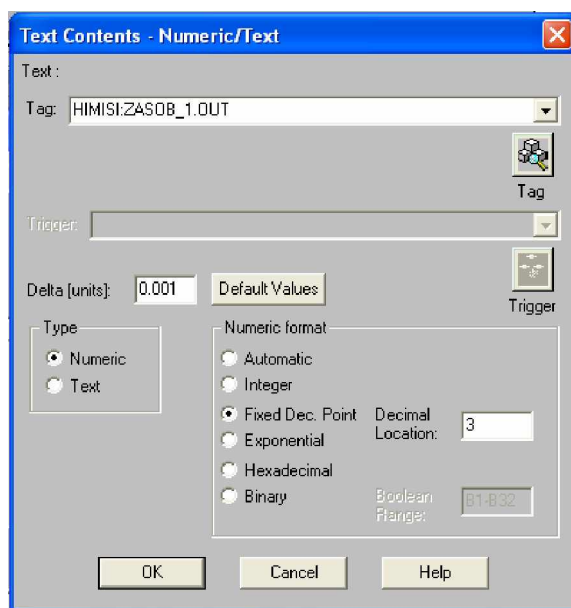 Text Contents - Numeric/Text
Text :
Tag: HIMISI:ZASOB_1.OUT
Tag
Trigger:
Delta [units]: 0.001 Default Values
Trigger
Type
Numeric
Text
Numeric format
Automatic
Integer
Fixed Dec. Point
Exponential
Hexadecimal
Binary
Decimal
Location: 3
Boolean
Range: B1-B32
OK Cancel Help